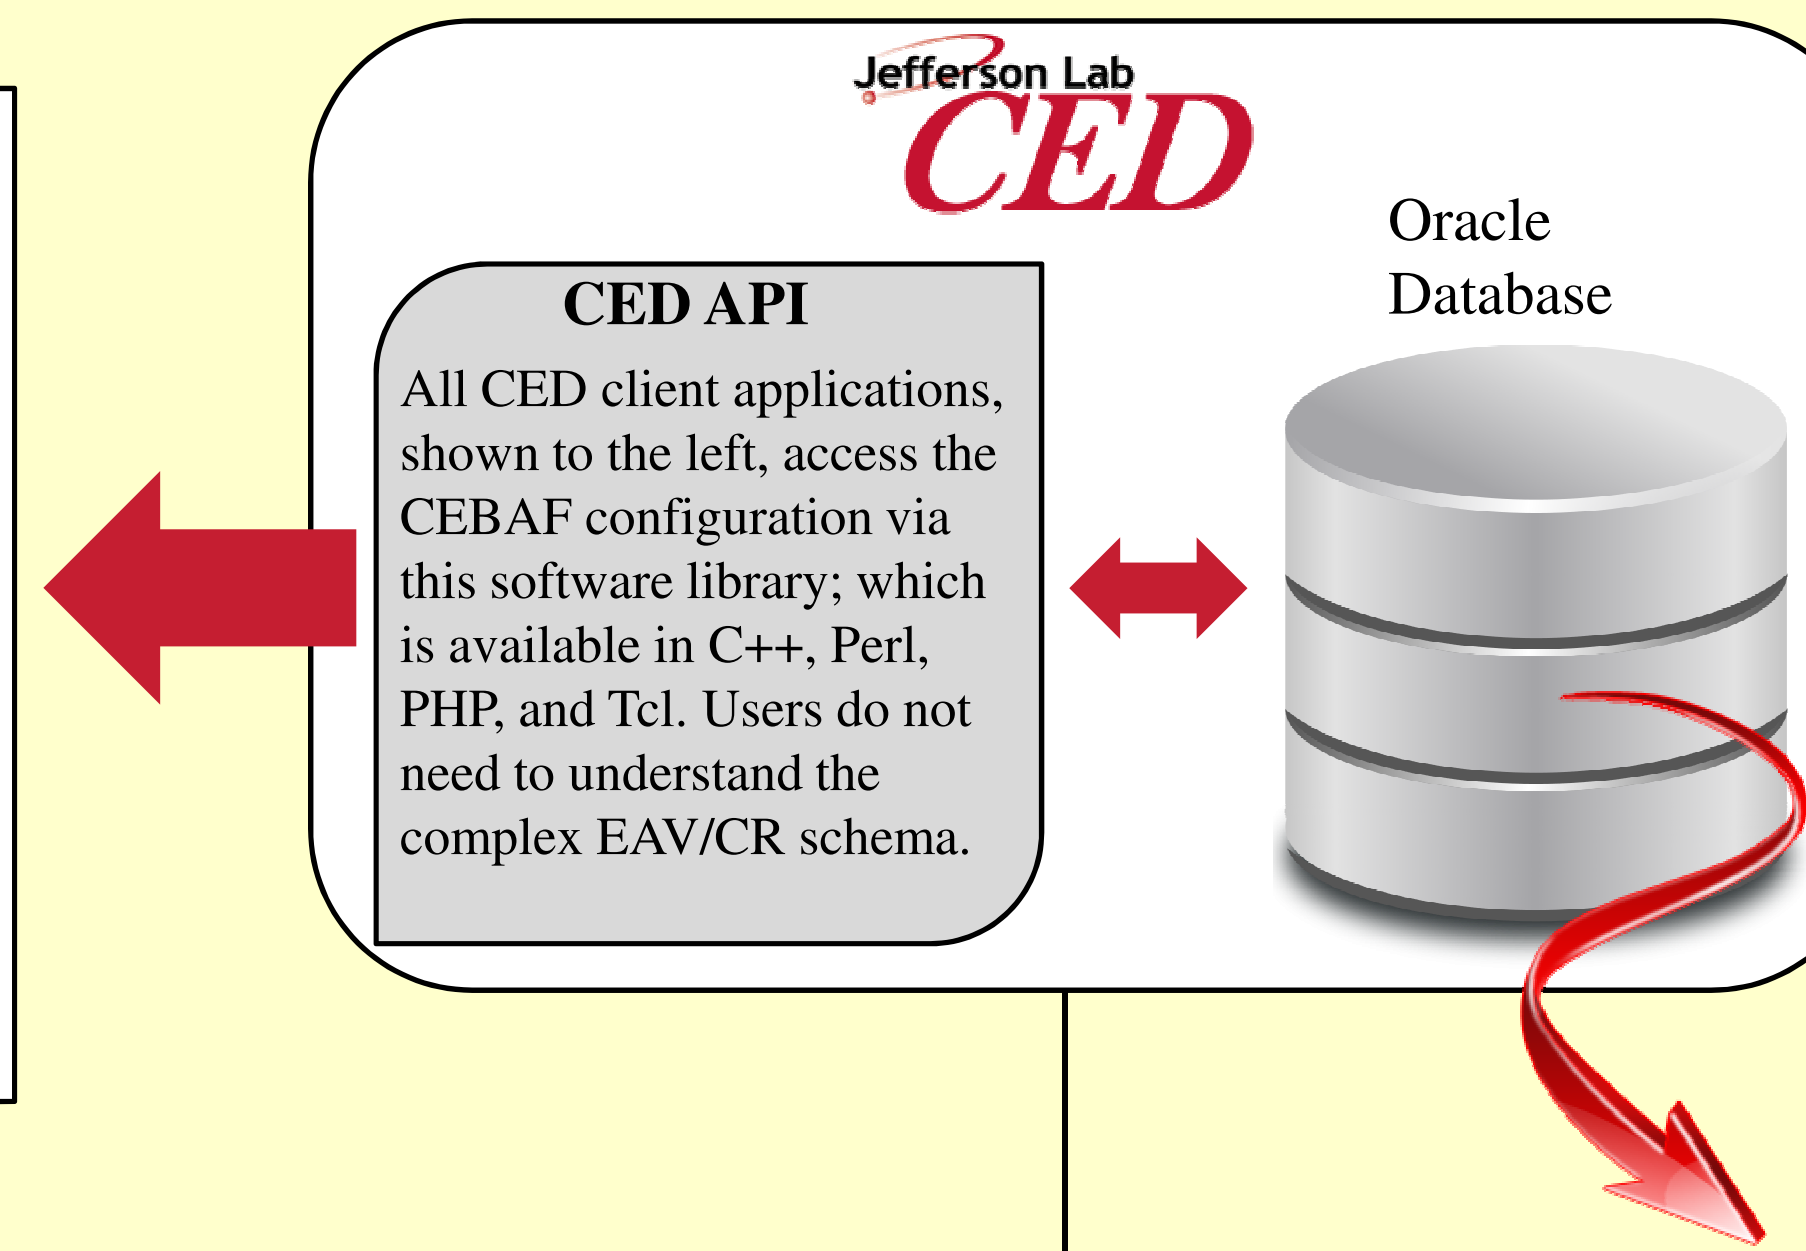 Jefferson Lab
CED
Oracle
Database
CED API
All CED client applications,
shown to the left, access the
CEBAF configuration via
this software library; which
is available in C++, Perl,
PHP, and Tcl. Users do not
need to understand the
complex EAV/CR schema.